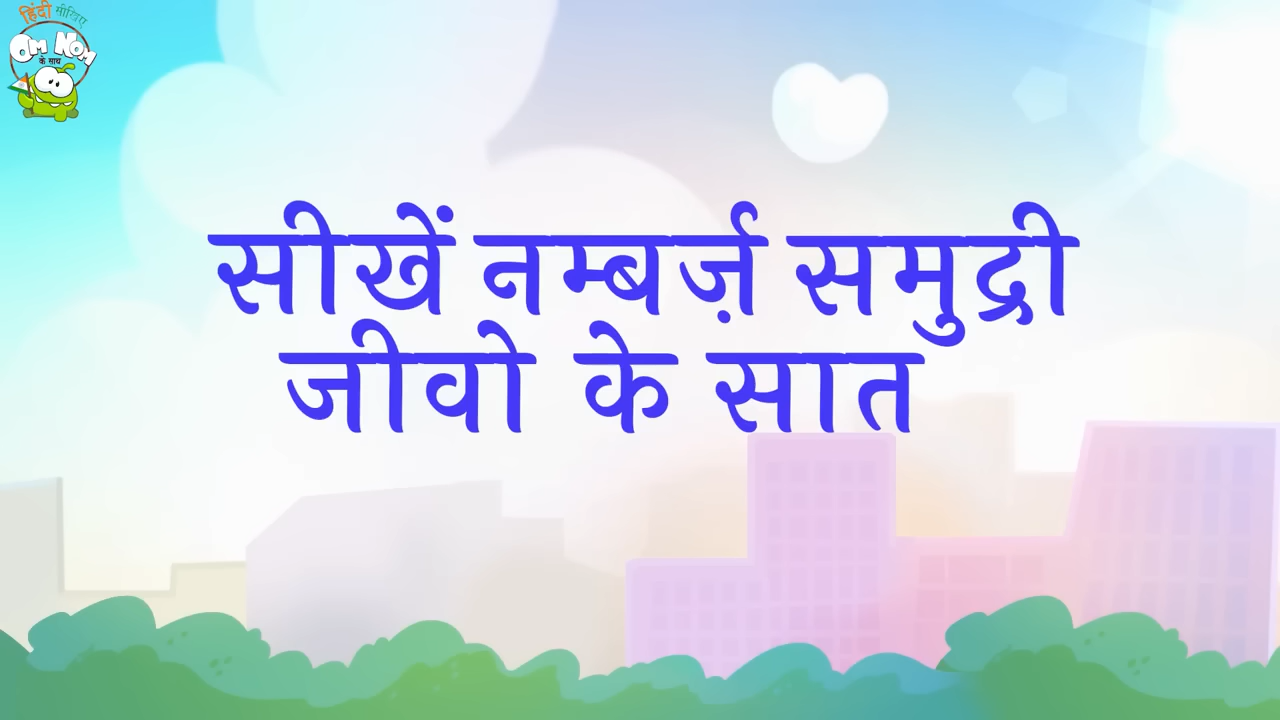 हिंदी सीखिए
OM NOM
के साथ
सीखें नम्बर्ज़ समुद्री
जीवो के सात